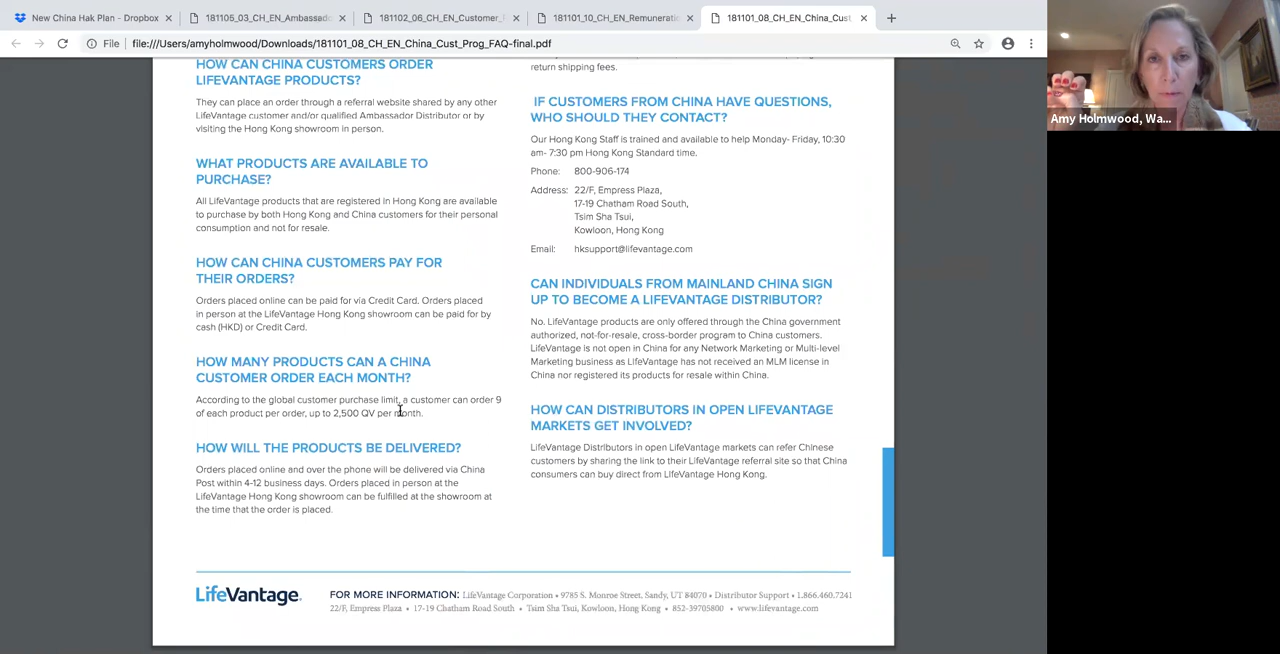 New China Hak Plan - Dropbox
181105_03_CH_EN_Ambassad
181102_06_CH_EN_Customer_
181101_10_CH_EN_Remunerati
181101_08_CH_EN_China_Cust
File
file:///Users/amyholmwood/Downloads/181101_08_CH_EN_China_Cust_Prog_FAQ-final.pdf
Amy Holmwood, Wa...
HOW CAN CHINA CUSTOMERS ORDER
LIFEVANTAGE PRODUCTS?
They can place an order through a referral website shared by any other
LifeVantage customer and/or qualified Ambassador Distributor or by
visiting the Hong Kong showroom in person.
WHAT PRODUCTS ARE AVAILABLE TO
PURCHASE?
All LifeVantage products that are registered in Hong Kong are available
to purchase by both Hong Kong and China customers for their personal
consumption and not for resale.
HOW CAN CHINA CUSTOMERS PAY FOR
THEIR ORDERS?
Orders placed online can be paid for via Credit Card. Orders placed
in person at the LifeVantage Hong Kong showroom can be paid for by
cash (HKD) or Credit Card.
HOW MANY PRODUCTS CAN A CHINA
CUSTOMER ORDER EACH MONTH?
According to the global customer purchase limit, a customer can order 9
of each product per order, up to 2,500 QV per month.
HOW WILL THE PRODUCTS BE DELIVERED?
Orders placed online and over the phone will be delivered via China
Post within 4-12 business days. Orders placed in person at the
LifeVantage Hong Kong showroom can be fulfilled at the showroom at
the time that the order is placed.
return shipping fees.
IF CUSTOMERS FROM CHINA HAVE QUESTIONS,
WHO SHOULD THEY CONTACT?
Our Hong Kong Staff is trained and available to help Monday- Friday, 10:30
am- 7:30 pm Hong Kong Standard time.
Phone: 800-906-174
Address: 22/F, Empress Plaza,
17-19 Chatham Road South,
Tsim Sha Tsui,
Kowloon, Hong Kong
Email: hksupport@lifevantage.com
CAN INDIVIDUALS FROM MAINLAND CHINA SIGN
UP TO BECOME A LIFEVANTAGE DISTRIBUTOR?
No. LifeVantage products are only offered through the China government
authorized, not-for-resale, cross-border program to China customers.
LifeVantage is not open in China for any Network Marketing or Multi-level
Marketing business as LifeVantage has not received an MLM license in
China nor registered its products for resale within China.
HOW CAN DISTRIBUTORS IN OPEN LIFEVANTAGE
MARKETS GET INVOLVED?
LifeVantage Distributors in open LifeVantage markets can refer Chinese
customers by sharing the link to their LifeVantage referral site so that China
consumers can buy direct from LifeVantage Hong Kong.
LifeVantage.
FOR MORE INFORMATION: LifeVantage Corporation • 9785 S. Monroe Street. Sandy, UT 84070 • Distributor Support • 1.866.460.7241
22/F, Empress Plaza • 17-19 Chatham Road South • Tsim Sha Tsui, Kowloon, Hong Kong • 852-39705800 • www.lifevantage.com